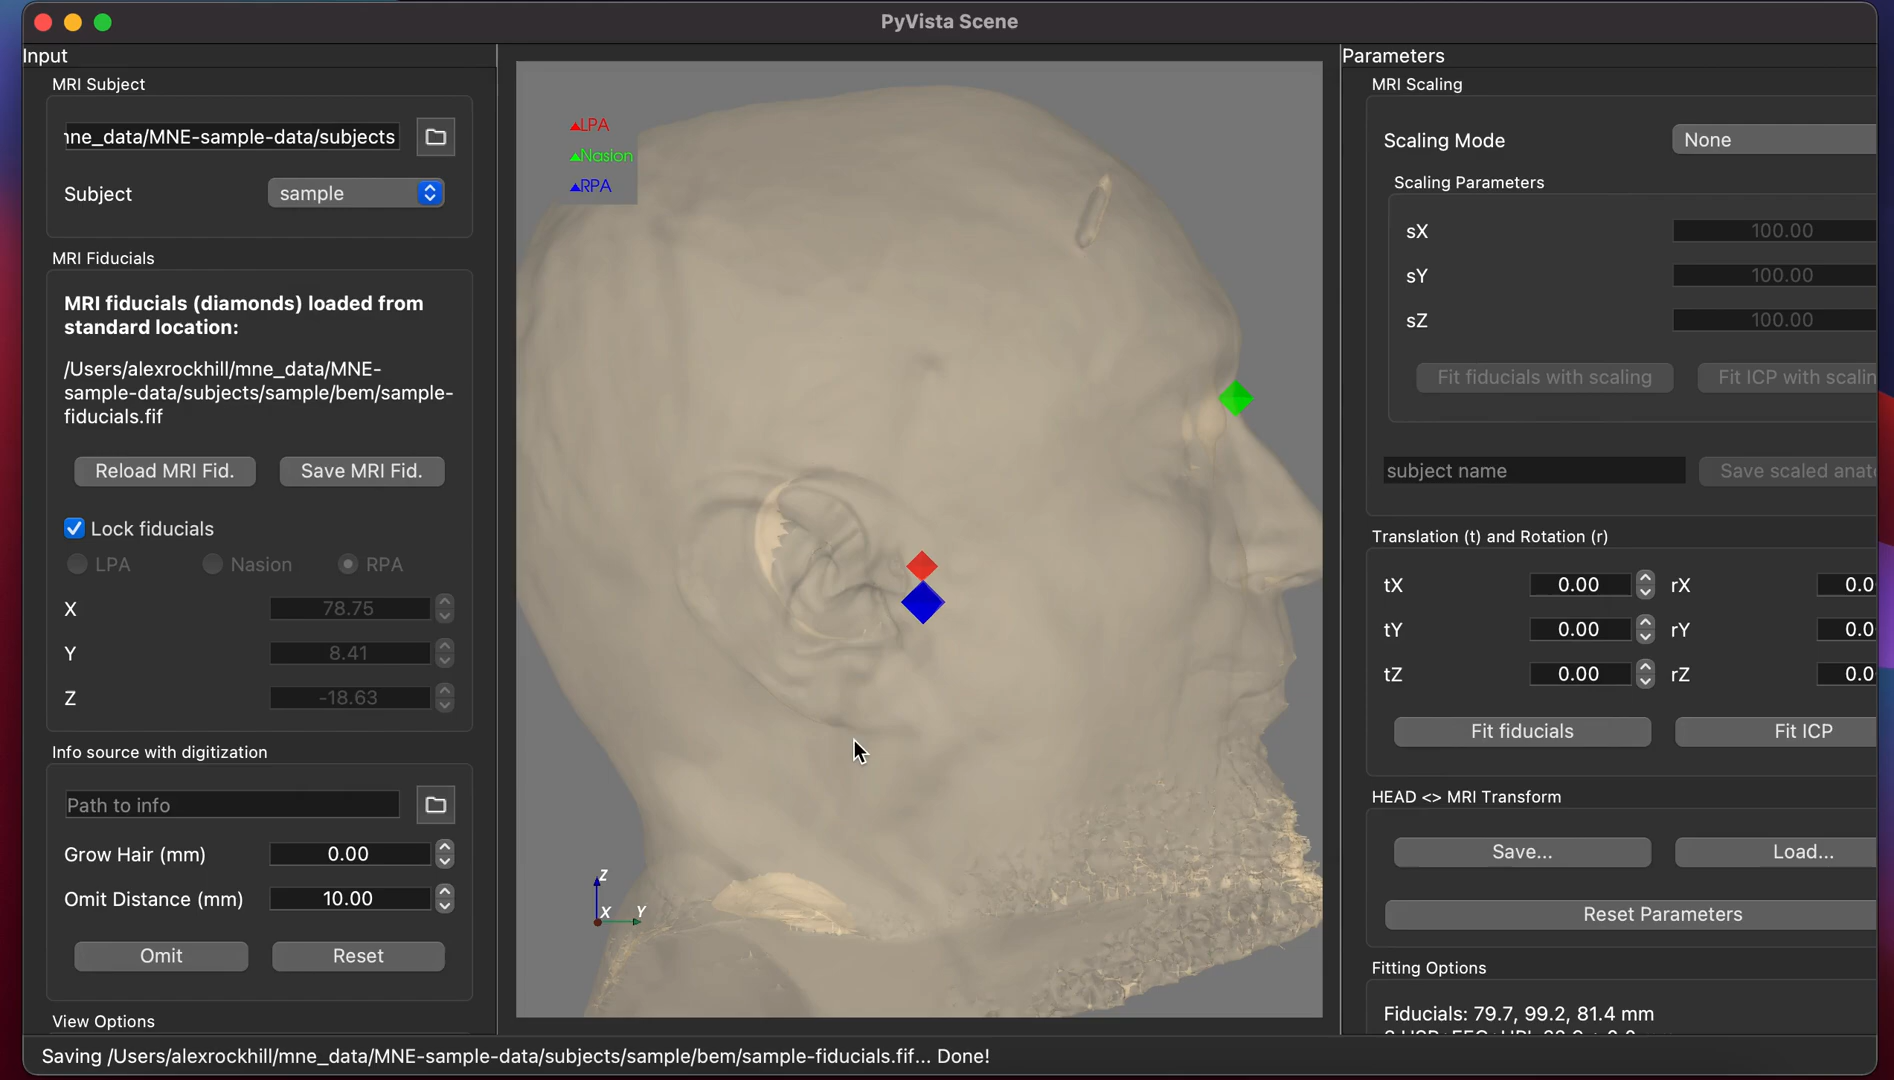 PyVista Scene
Input
MRI Subject
nne_data/MNE-sample-data/subjects
Subject
sample
MRI Fiducials
MRI fiducials (diamonds) loaded from
standard location:
/Users/alexrockhill/mne_data/MNE-
sample-data/subjects/sample/bem/sample-
fiducials.fif
Reload MRI Fid.
Save MRI Fid.
Lock fiducials
LPA
Nasion
RPA
X
78.75
Y
8.41
Z
-18.63
Info source with digitization
Path to info
Grow Hair (mm)
0.00
Omit Distance (mm)
10.00
Omit
Reset
View Options
LPA
Nasion
RPA
Z
X
Y
Parameters
MRI Scaling
Scaling Mode
None
Scaling Parameters
sX
100.00
sY
100.00
sZ
100.00
Fit fiducials with scaling
Fit ICP with scalin
subject name
Save scaled anat
Translation (t) and Rotation (r)
tX
0.00
rX
0.0
tY
0.00
rY
0.0
tZ
0.00
rZ
0.0
Fit fiducials
Fit ICP
HEAD <> MRI Transform
Save...
Load...
Reset Parameters
Fitting Options
Fiducials: 79.7, 99.2, 81.4 mm
Saving /Users/alexrockhill/mne_data/MNE-sample-data/subjects/sample/bem/sample-fiducials.fif... Done!